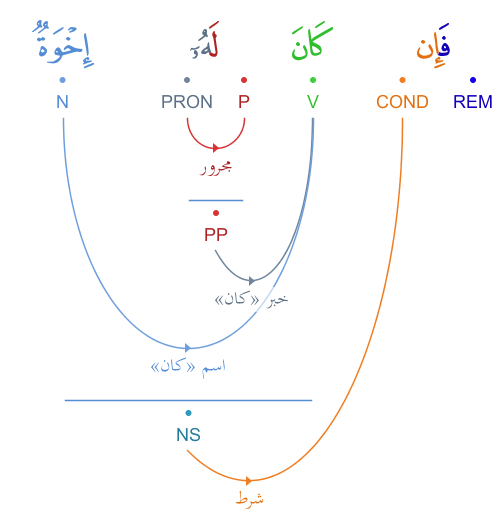 فَإِن كَانَ لَهُۥٓ إِخْوَةٌ
REM COND V P PRON N
مجرور
PP
خبر «كان»
اسم «كان»
NS
شرط